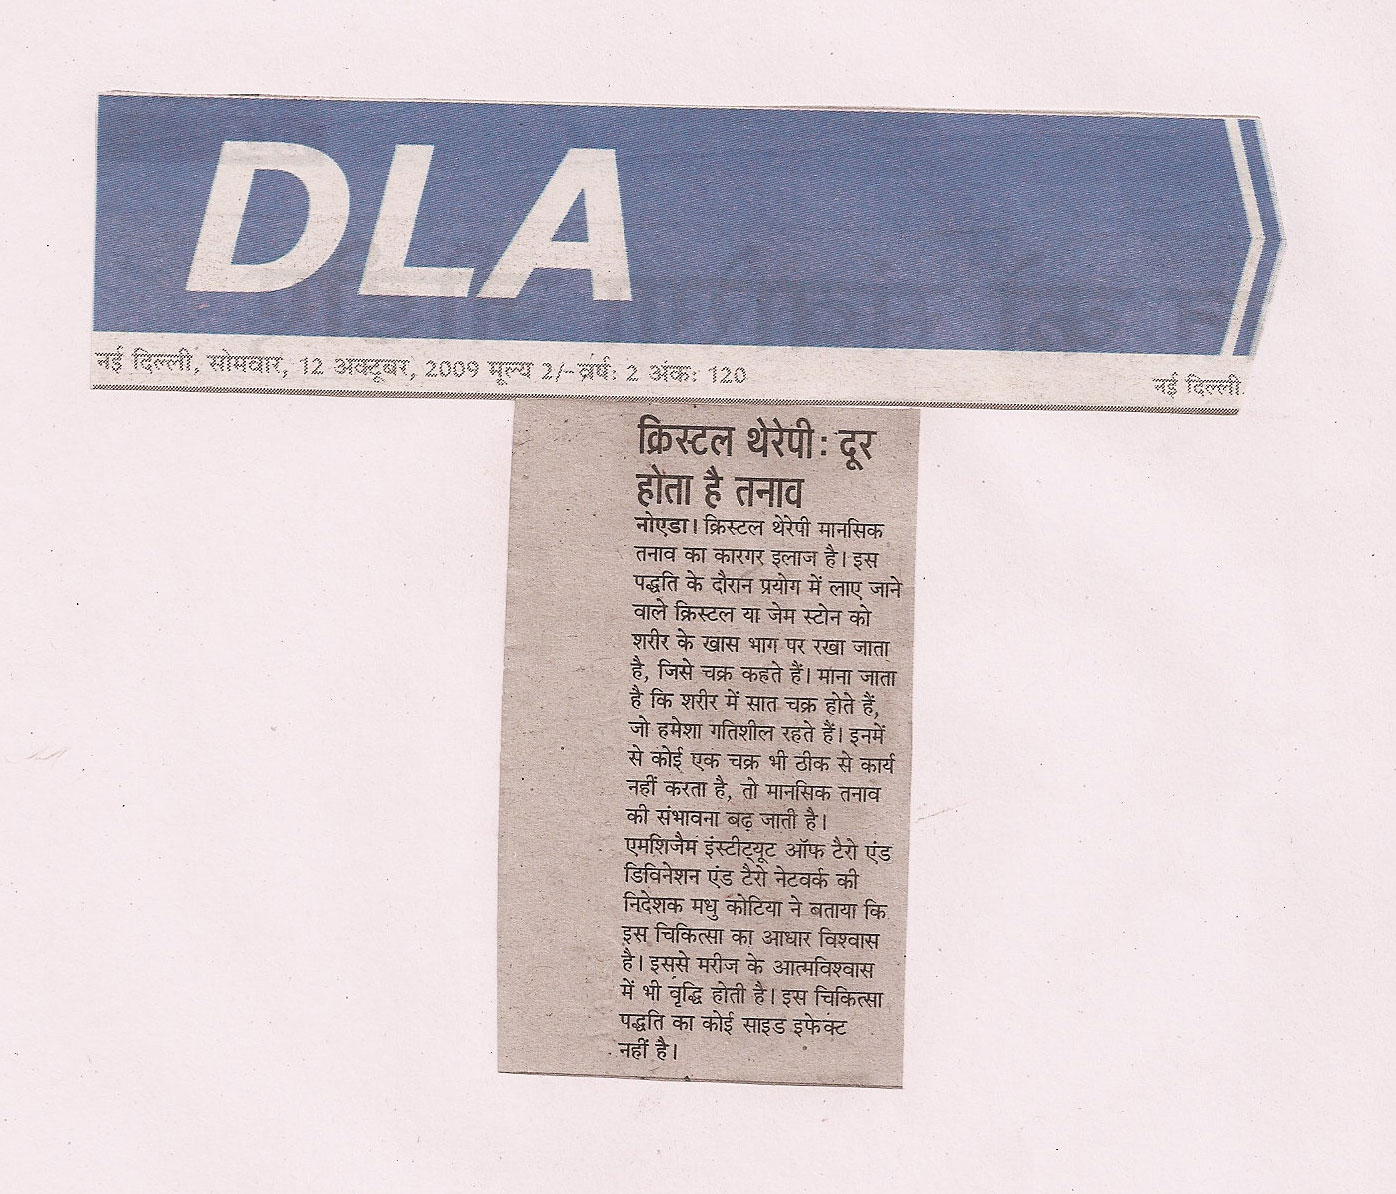 DLA
नई दिल्ली, सोमवार, 12 अक्टूबर, 2009 मूल्य 2/- वर्ष: 2 अंक: 120
नई दिल्ली
क्रिस्टल थेरेपी: दूर
होता है तनाव
नोएडा। क्रिस्टल थेरेपी मानसिक
तनाव का कारगर इलाज है। इस
पद्धति के दौरान प्रयोग में लाए जाने
वाले क्रिस्टल या जेम स्टोन को
शरीर के खास भाग पर रखा जाता
है, जिसे चक्र कहते हैं। माना जाता
है कि शरीर में सात चक्र होते हैं,
जो हमेशा गतिशील रहते हैं। इनमें
से कोई एक चक्र भी ठीक से कार्य
नहीं करता है, तो मानसिक तनाव
की संभावना बढ़ जाती है।
एमशिजैम इंस्टीट्यूट ऑफ टैरो एंड
डिविनेशन एंड टैरो नेटवर्क की
निदेशक मधु कोटिया ने बताया कि
इस चिकित्सा का आधार विश्वास
है। इससे मरीज के आत्मविश्वास
में भी वृद्धि होती है। इस चिकित्सा
पद्धति का कोई साइड इफेक्ट
नहीं है।